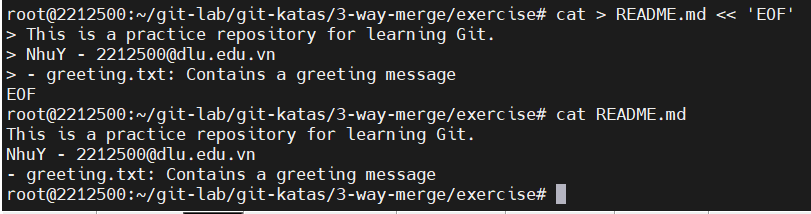 root@2212500:~/git-lab/git-katas/3-way-merge/exercise# cat > README.md << 'EOF'
> This is a practice repository for learning Git.
> NhuY - 2212500@dlu.edu.vn
> - greeting.txt: Contains a greeting message
EOF
root@2212500:~/git-lab/git-katas/3-way-merge/exercise# cat README.md
This is a practice repository for learning Git.
NhuY - 2212500@dlu.edu.vn
- greeting.txt: Contains a greeting message
root@2212500:~/git-lab/git-katas/3-way-merge/exercise#